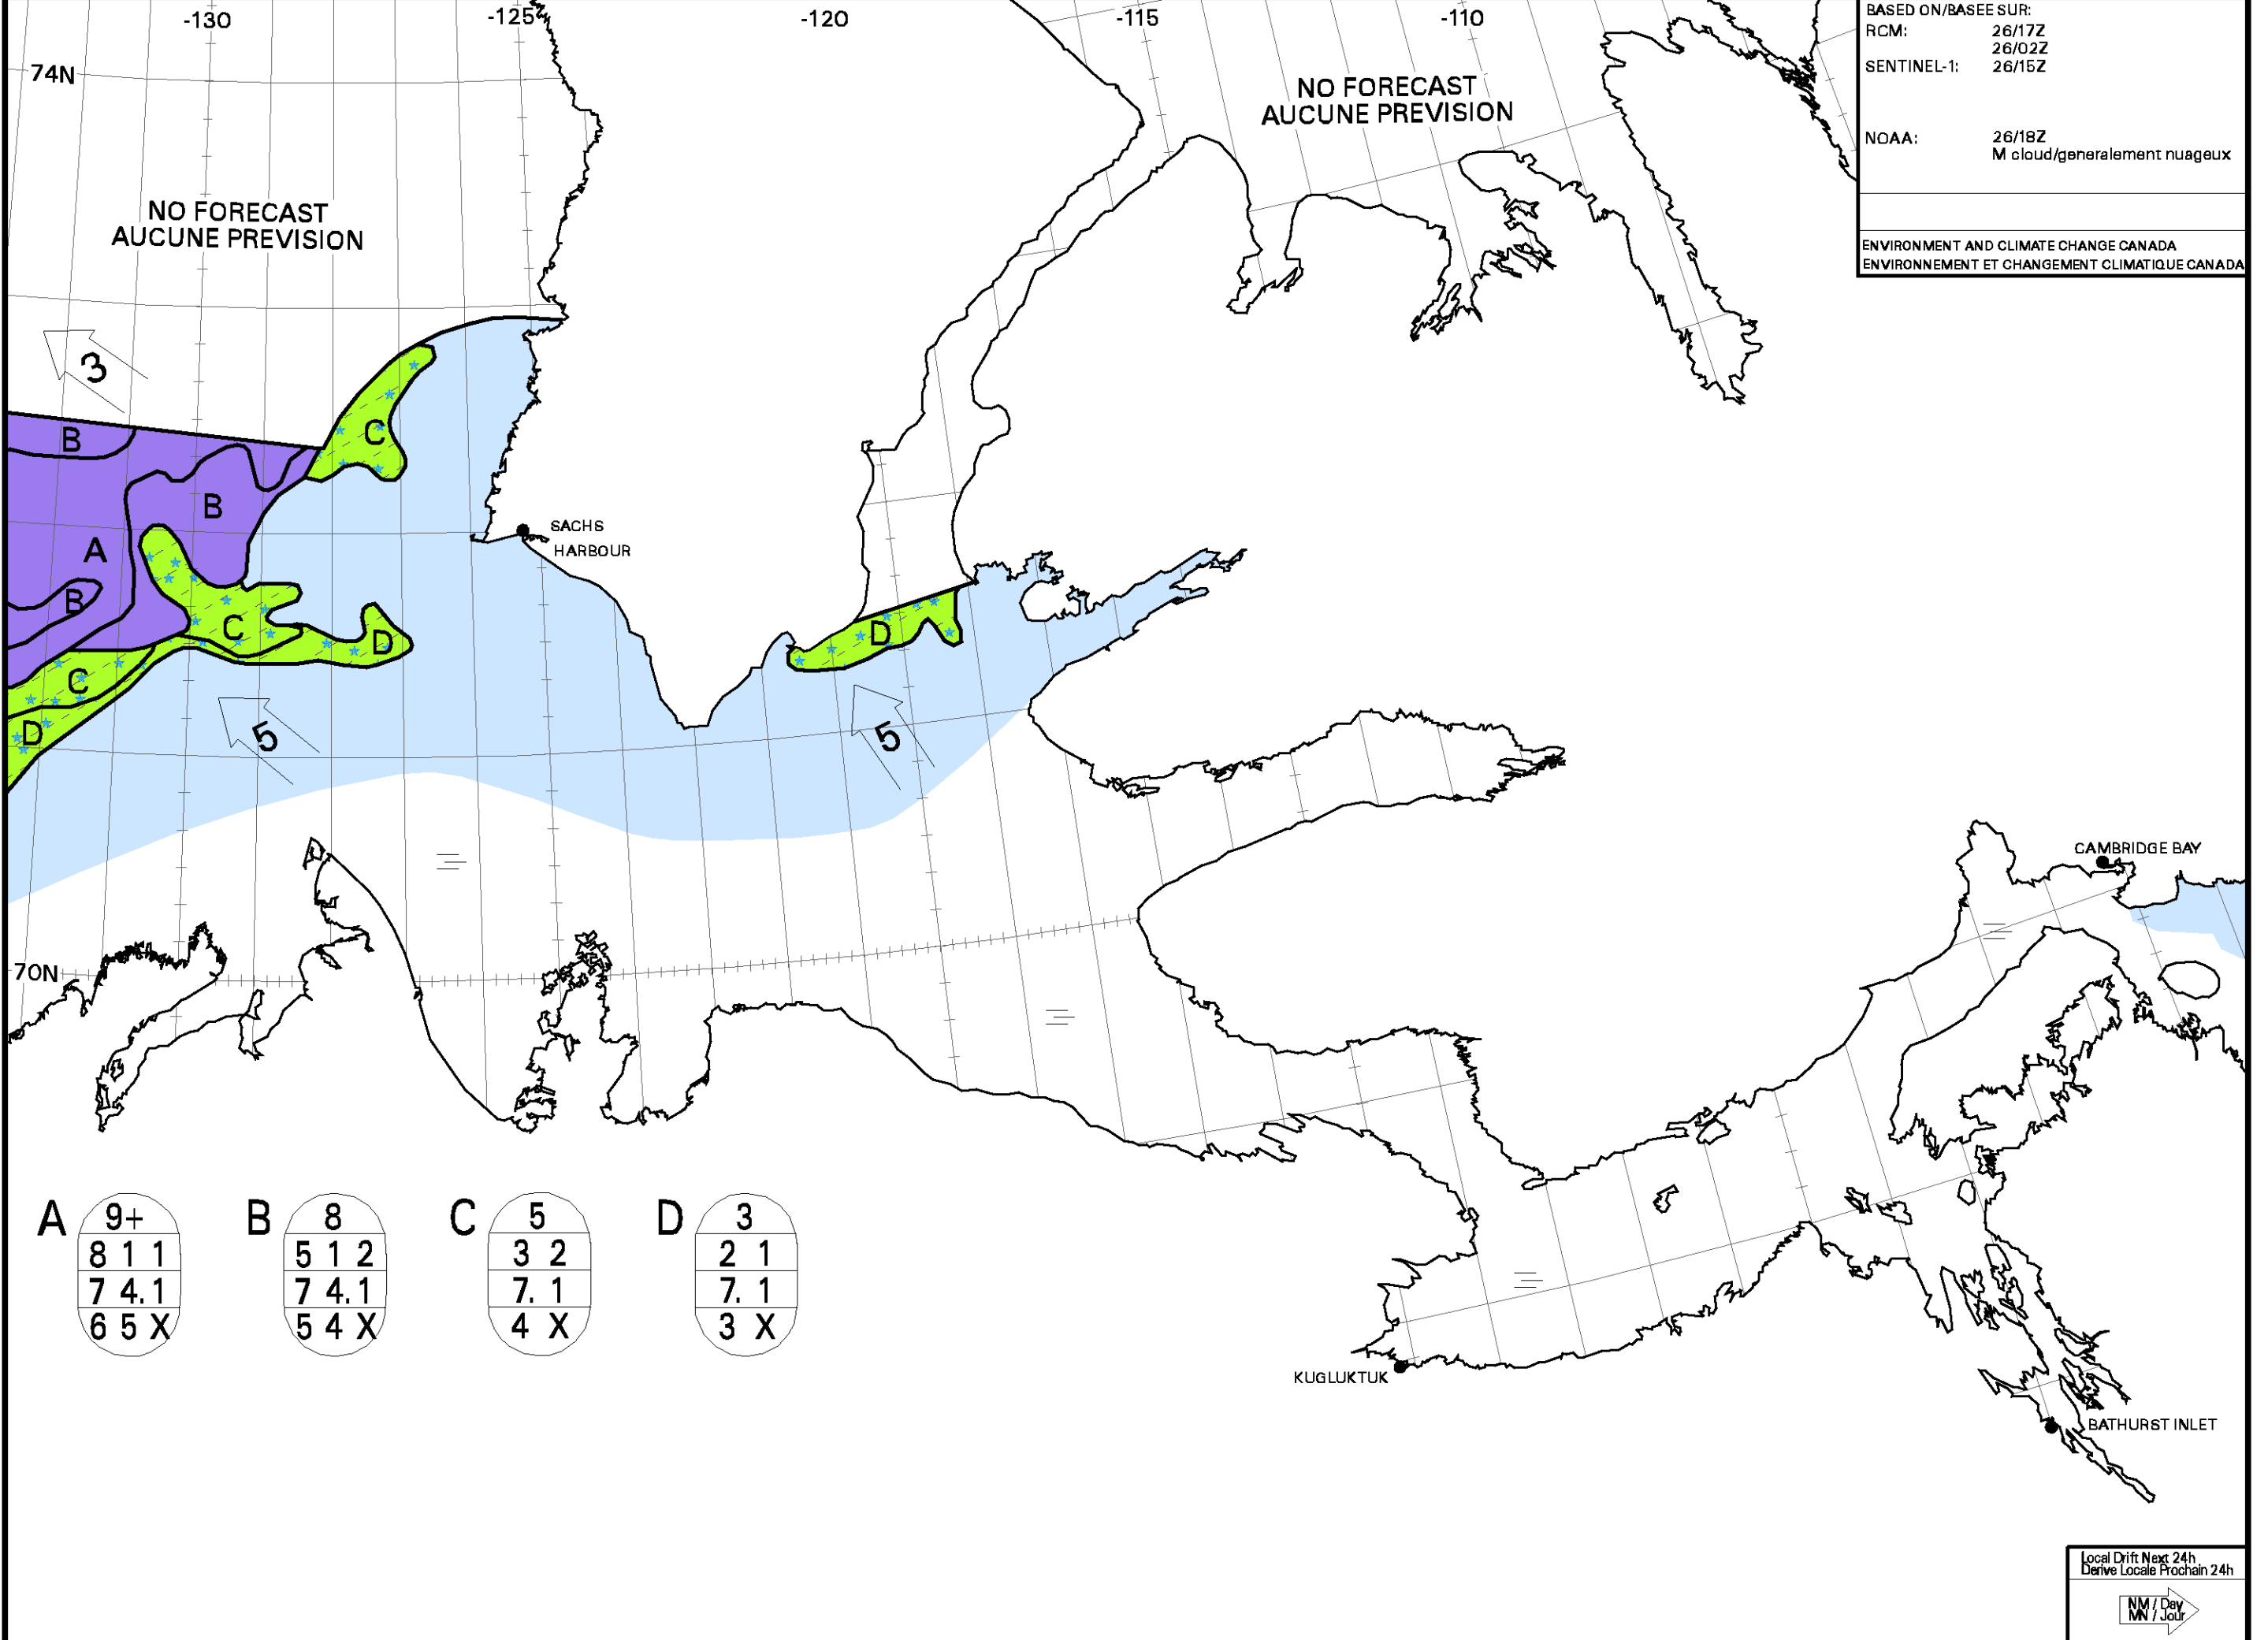 -130
-125
-120
-115
-110
BASED ON/BASEE SUR:
RCM: 26/17Z
26/02Z
SENTINEL-1: 26/15Z
NOAA: 26/18Z
M cloud/generalement nuageux
ENVIRONMENT AND CLIMATE CHANGE CANADA
ENVIRONNEMENT ET CHANGEMENT CLIMATIQUE CANADA
74N
NO FORECAST
AUCUNE PREVISION
NO FORECAST
AUCUNE PREVISION
3
B
C
B
A
B
SACHS
HARBOUR
C
D
D
C
D
5
5
CAMBRIDGE BAY
70N
A
9+
8 1 1
7 4. 1
6 5 X
B
8
5 1 2
7 4. 1
5 4 X
C
5
3 2
7. 1
4 X
D
3
2 1
7. 1
3 X
KUGLUKTUK
BATHURST INLET
Local Drift Next 24h
Derive Locale Prochain 24h
NM / Day
MN / Jour